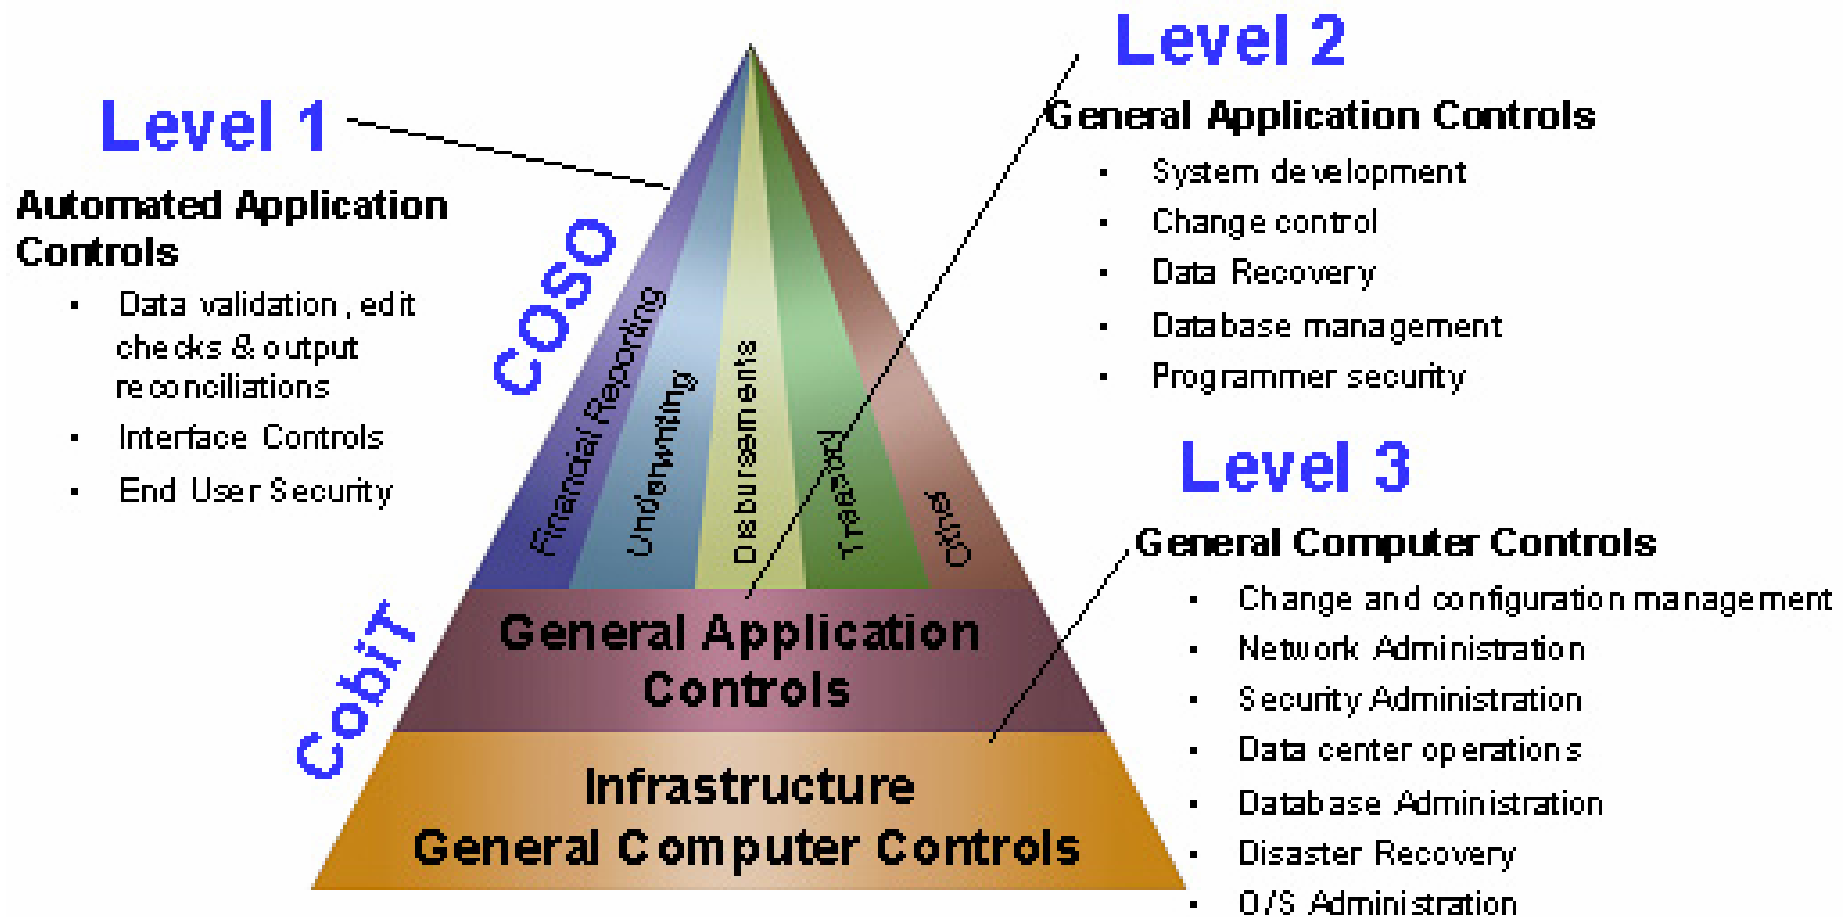 Level 1
Automated Application
Controls
▪ Data validation, edit
checks & output
reconciliations
▪ Interface Controls
▪ End User Security
COSO
CobiT
Financial Reporting
Underwriting
Disbursements
Treasury
Other
General Application
Controls
Infrastructure
General Computer Controls
Level 2
General Application Controls
▪ System development
▪ Change control
▪ Data Recovery
▪ Database management
▪ Programmer security
Level 3
General Computer Controls
▪ Change and configuration management
▪ Network Administration
▪ Security Administration
▪ Data center operations
▪ Database Administration
▪ Disaster Recovery
▪ O/S Administration